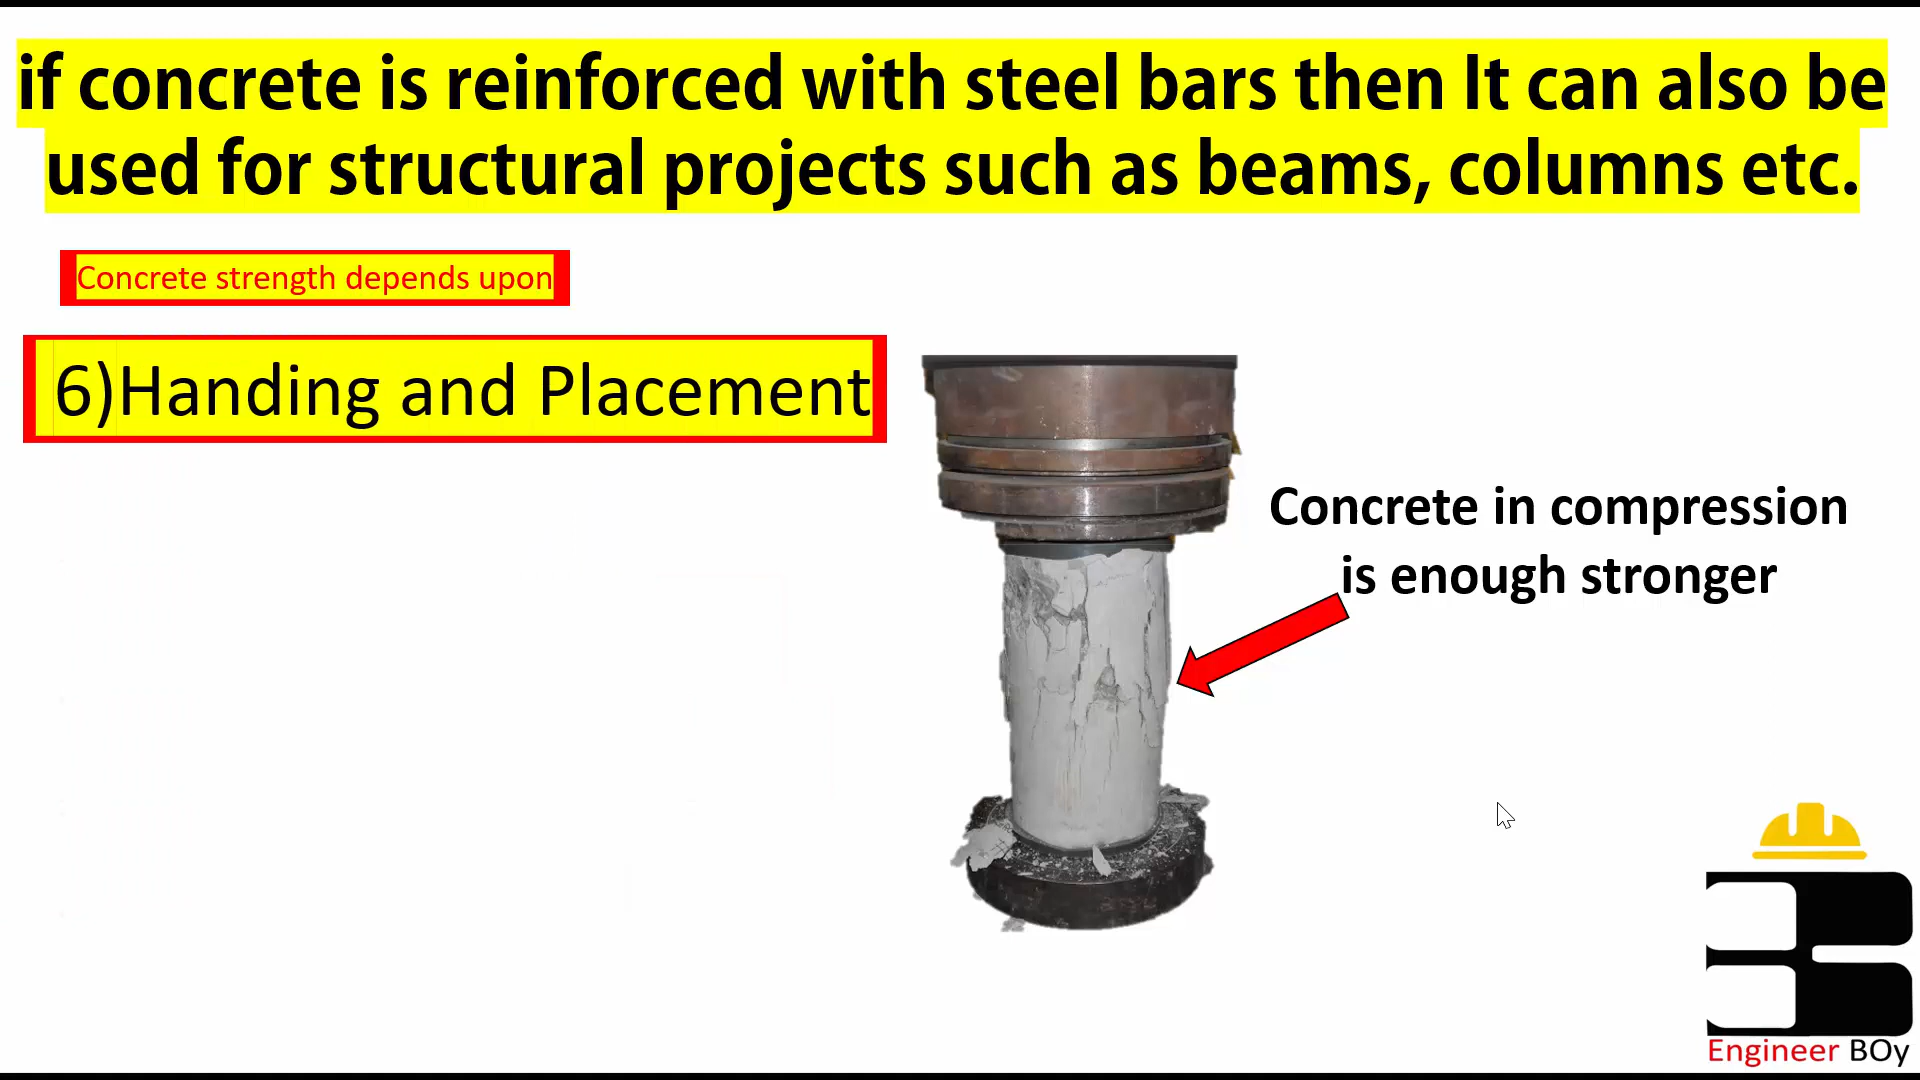 if concrete is reinforced with steel bars then It can also be
used for structural projects such as beams, columns etc.
Concrete strength depends upon
6)Handing and Placement
Concrete in compression
is enough stronger
Engineer BOy